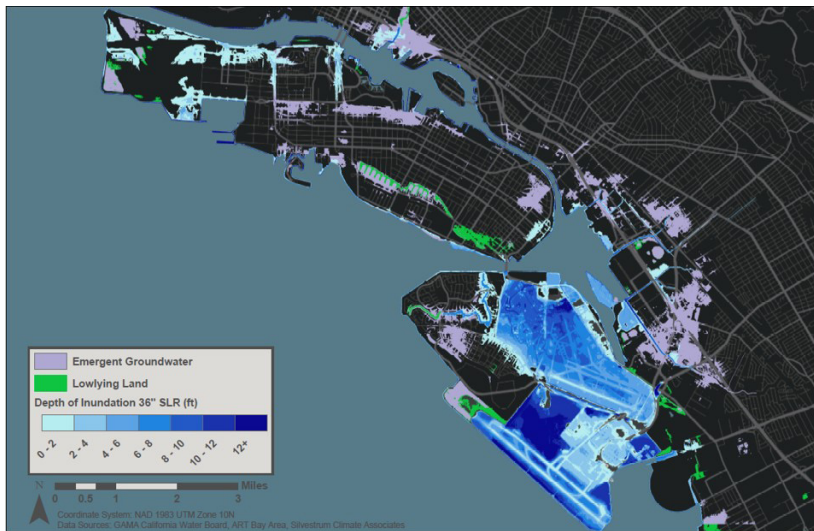 Emergent Groundwater
Lowlying Land
Depth of Inundation 36" SLR (ft)
0 - 2
2 - 4
4 - 6
6 - 8
8 - 10
10 - 12
12+
N
Miles
0 0.5 1 2 3
Coordinate System: NAD 1983 UTM Zone 10N
Data Sources: GAMA California Water Board, ART Bay Area, Silvestrum Climate Associates